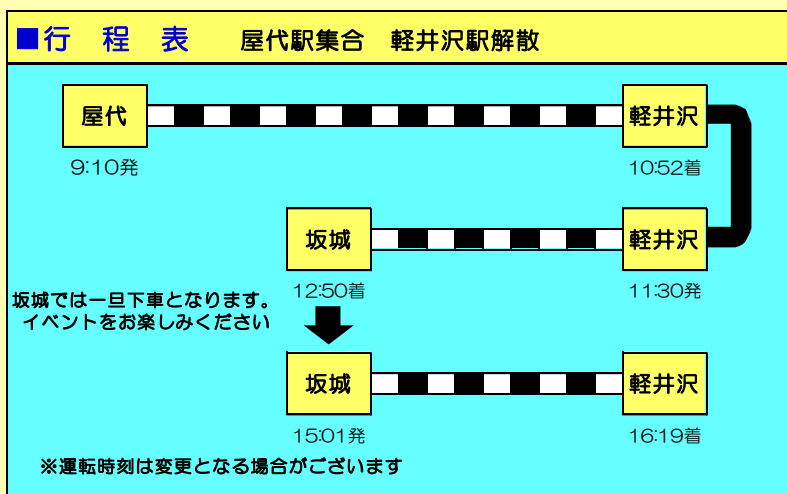 ■行 程 表 屋代駅集合 軽井沢駅解散
屋代 軽井沢
9:10発 10:52着
坂城 軽井沢
12:50着 11:30発
坂城では一旦下車となります。
イベントをお楽しみください
坂城 軽井沢
15:01発 16:19着
※運転時刻は変更となる場合がございます